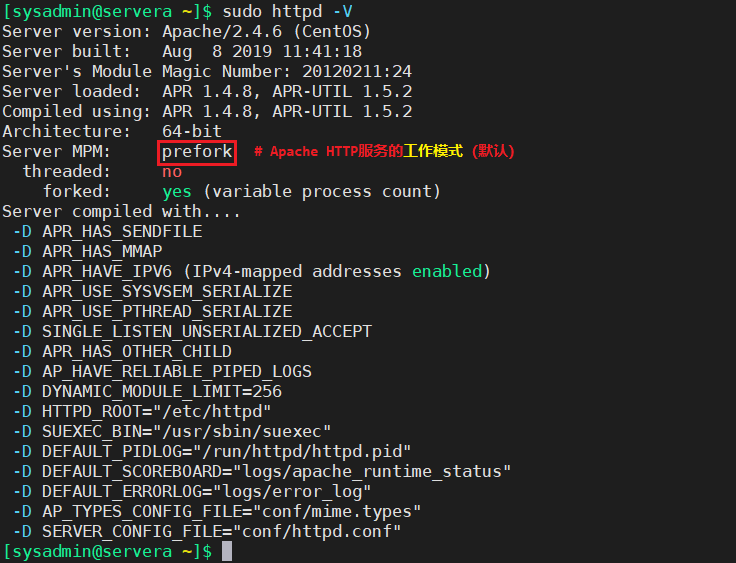 [sysadmin@servera ~]$ sudo httpd -V
Server version: Apache/2.4.6 (CentOS)
Server built:   Aug  8 2019 11:41:18
Server's Module Magic Number: 20120211:24
Server loaded:  APR 1.4.8, APR-UTIL 1.5.2
Compiled using: APR 1.4.8, APR-UTIL 1.5.2
Architecture:   64-bit
Server MPM:     prefork  # Apache HTTP服务的工作模式 (默认)
  threaded:     no
    forked:     yes (variable process count)
Server compiled with....
 -D APR_HAS_SENDFILE
 -D APR_HAS_MMAP
 -D APR_HAVE_IPV6 (IPv4-mapped addresses enabled)
 -D APR_USE_SYSVSEM_SERIALIZE
 -D APR_USE_PTHREAD_SERIALIZE
 -D SINGLE_LISTEN_UNSERIALIZED_ACCEPT
 -D APR_HAS_OTHER_CHILD
 -D AP_HAVE_RELIABLE_PIPED_LOGS
 -D DYNAMIC_MODULE_LIMIT=256
 -D HTTPD_ROOT="/etc/httpd"
 -D SUEXEC_BIN="/usr/sbin/suexec"
 -D DEFAULT_PIDLOG="/run/httpd/httpd.pid"
 -D DEFAULT_SCOREBOARD="logs/apache_runtime_status"
 -D DEFAULT_ERRORLOG="logs/error_log"
 -D AP_TYPES_CONFIG_FILE="conf/mime.types"
 -D SERVER_CONFIG_FILE="conf/httpd.conf"
[sysadmin@servera ~]$